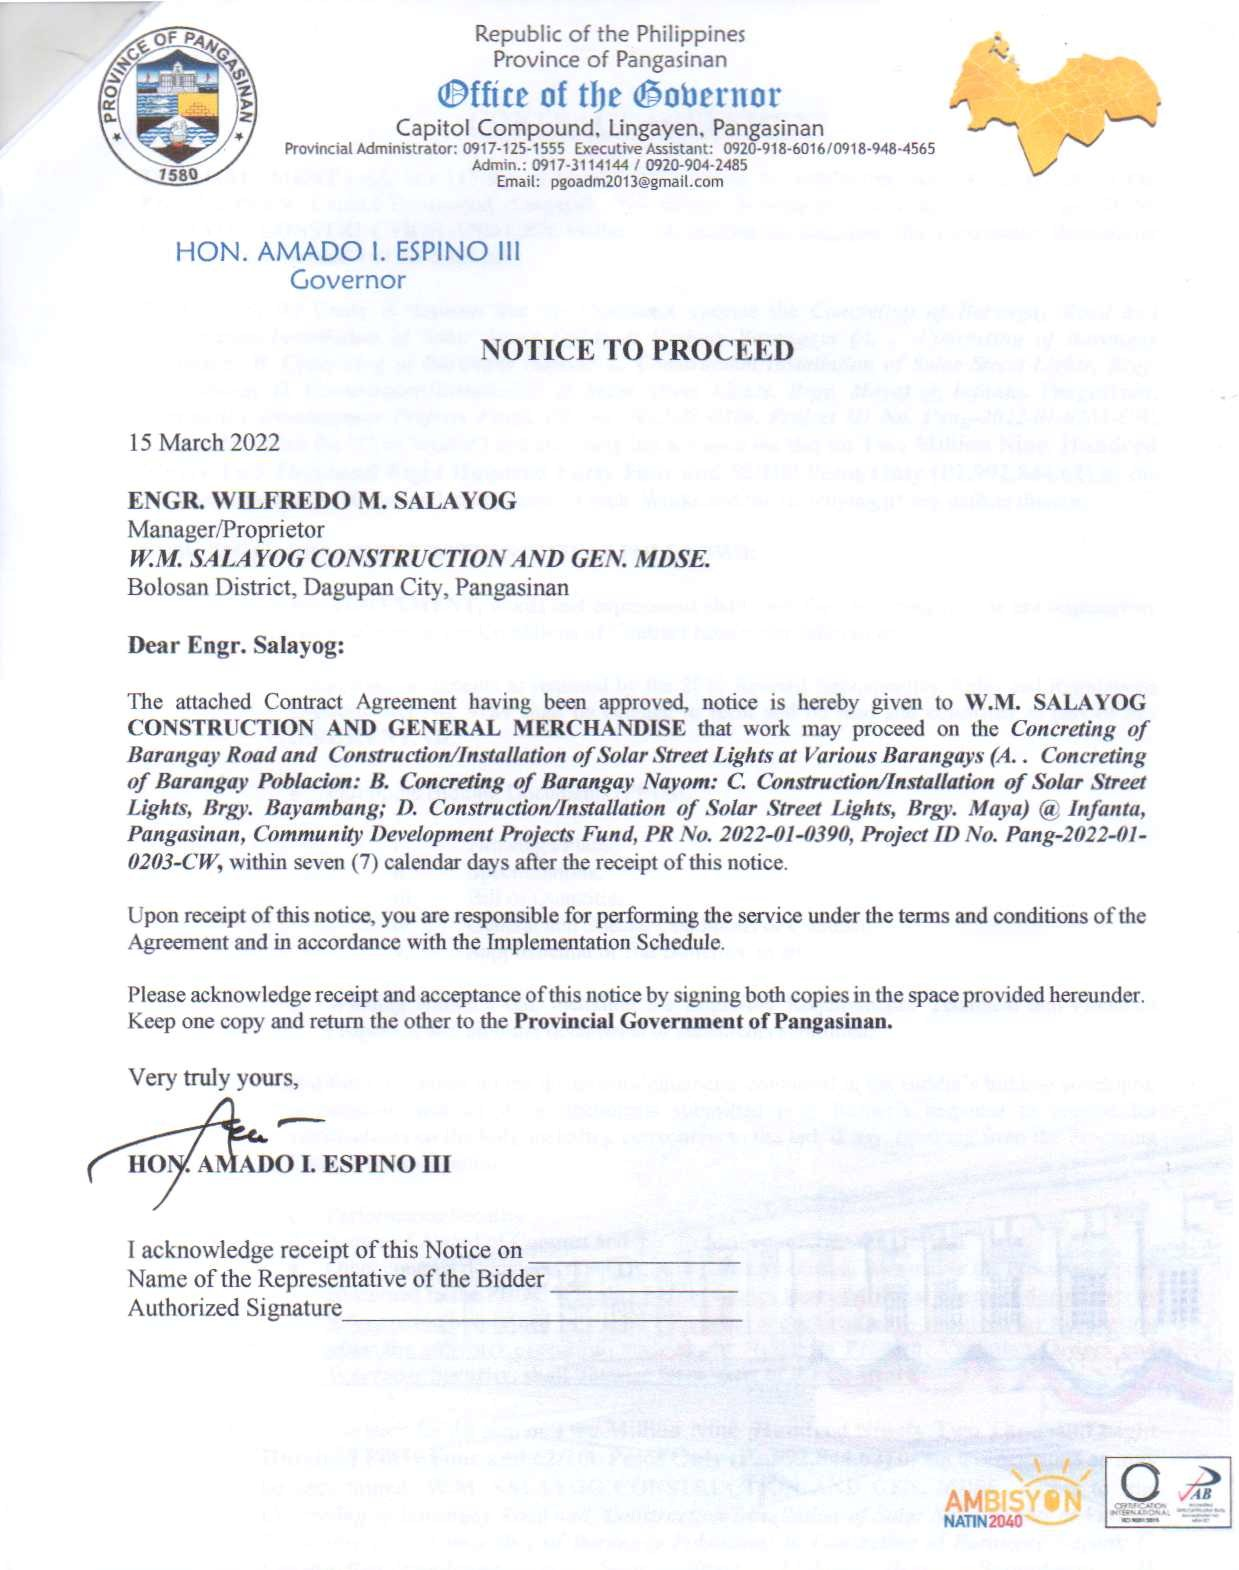 PROVINCE OF PANGASINAN
1580
Republic of the Philippines
Province of Pangasinan
Office of the Governor
Capitol Compound, Lingayen, Pangasinan
Provincial Administrator: 0917-125-1555 Executive Assistant: 0920-918-6016/0918-948-4565
Admin.: 0917-3114144 / 0920-904-2485
Email: pgoadm2013@gmail.com
HON. AMADO I. ESPINO III
Governor
NOTICE TO PROCEED
15 March 2022
ENGR. WILFREDO M. SALAYOG
Manager/Proprietor
W.M. SALAYOG CONSTRUCTION AND GEN. MDSE.
Bolosan District, Dagupan City, Pangasinan
Dear Engr. Salayog:
The attached Contract Agreement having been approved, notice is hereby given to W.M. SALAYOG
CONSTRUCTION AND GENERAL MERCHANDISE that work may proceed on the Concreting of
Barangay Road and Construction/Installation of Solar Street Lights at Various Barangays (A. . Concreting
of Barangay Poblacion: B. Concreting of Barangay Nayom: C. Construction/Installation of Solar Street
Lights, Brgy. Bayambang; D. Construction/Installation of Solar Street Lights, Brgy. Maya) @ Infanta,
Pangasinan, Community Development Projects Fund, PR No. 2022-01-0390, Project ID No. Pang-2022-01-
0203-CW, within seven (7) calendar days after the receipt of this notice.
Upon receipt of this notice, you are responsible for performing the service under the terms and conditions of the
Agreement and in accordance with the Implementation Schedule.
Please acknowledge receipt and acceptance of this notice by signing both copies in the space provided hereunder.
Keep one copy and return the other to the Provincial Government of Pangasinan.
Very truly yours,
HON. AMADO I. ESPINO III
I acknowledge receipt of this Notice on
Name of the Representative of the Bidder
Authorized Signature
AMBISYON
NATIN2040
CERTIFICATION
INTERNATIONAL
ISO 9001:2015
PAB